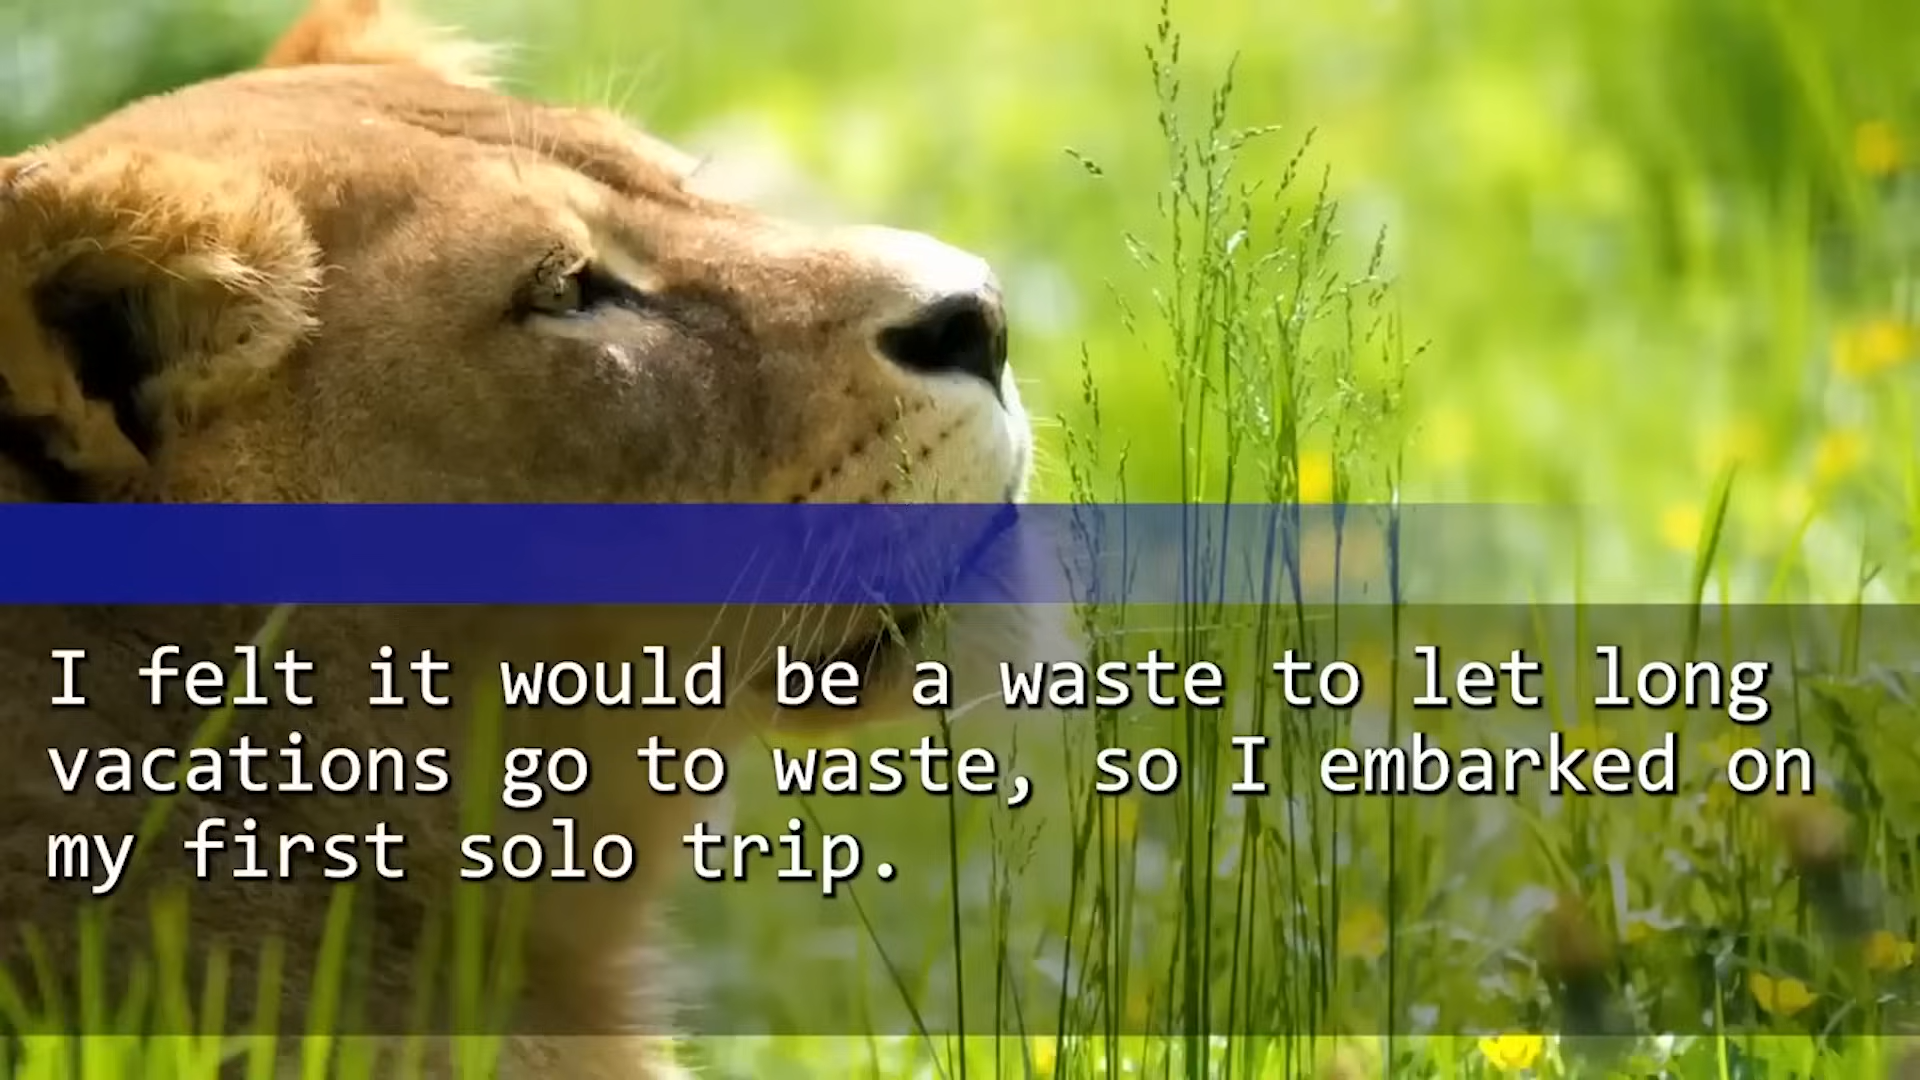 I felt it would be a waste to let long
vacations go to waste, so I embarked on
my first solo trip.